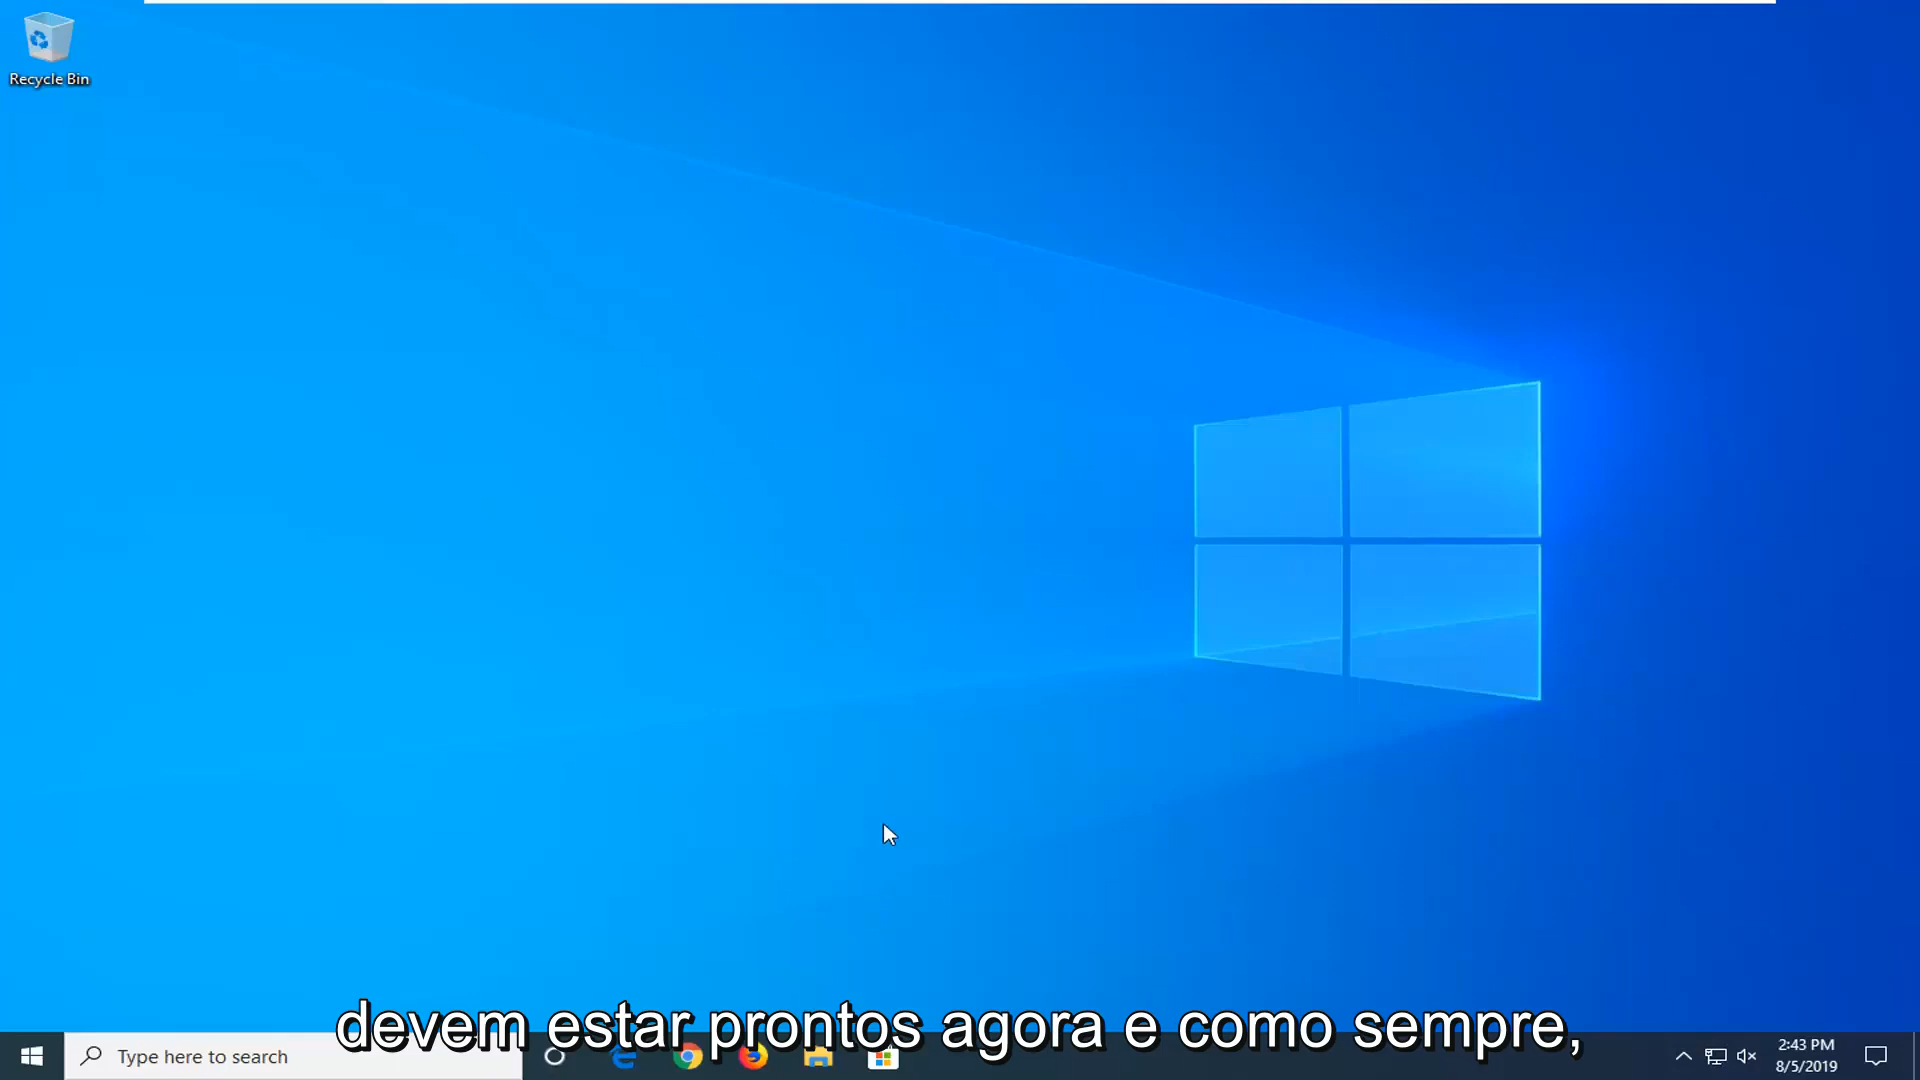 Recycle Bin
devem estar prontos agora e como sempre,
Type here to search
2:43 PM
8/5/2019